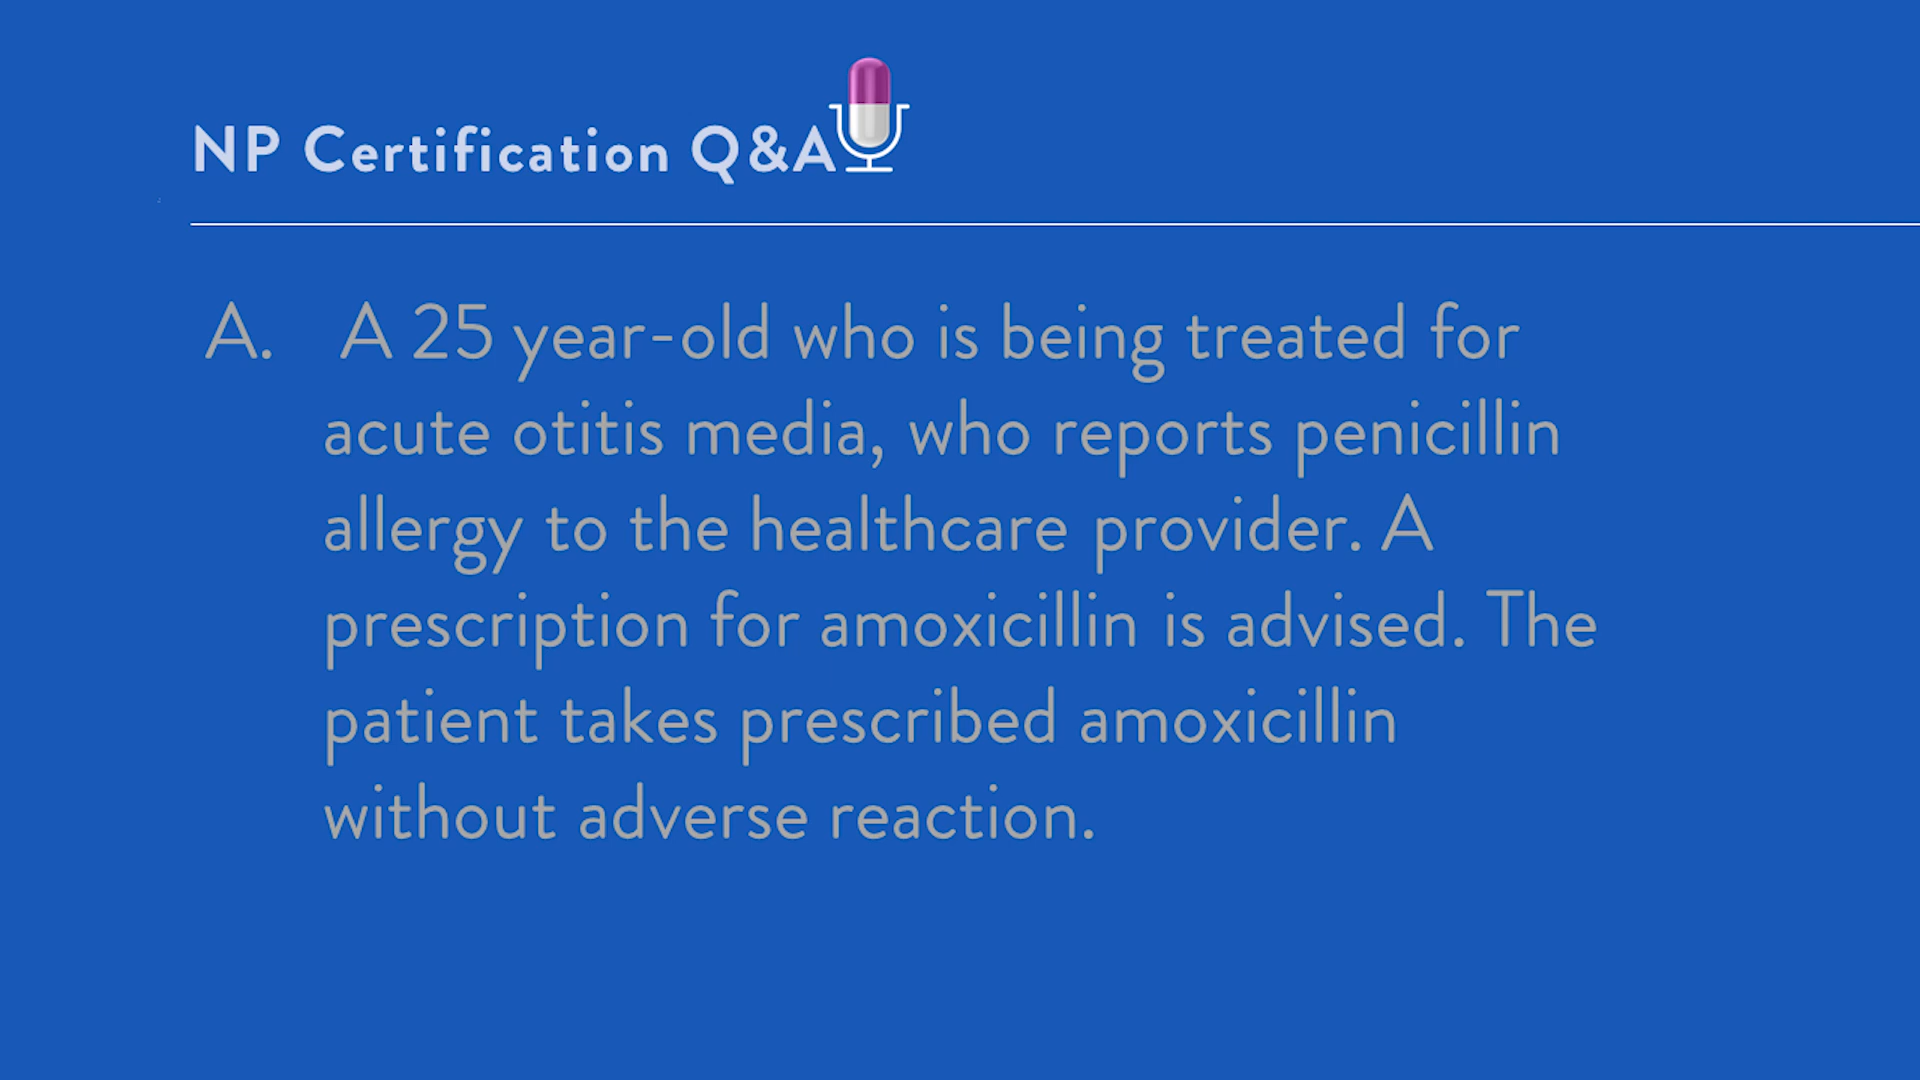 NP Certification Q&A
A. A 25 year-old who is being treated for
acute otitis media, who reports penicillin
allergy to the healthcare provider. A
prescription for amoxicillin is advised. The
patient takes prescribed amoxicillin
without adverse reaction.